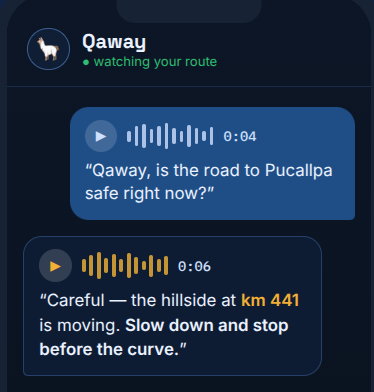 Qaway
● watching your route
0:04
“Qaway, is the road to Pucallpa
safe right now?”
0:06
“Careful — the hillside at km 441
is moving. Slow down and stop
before the curve.”